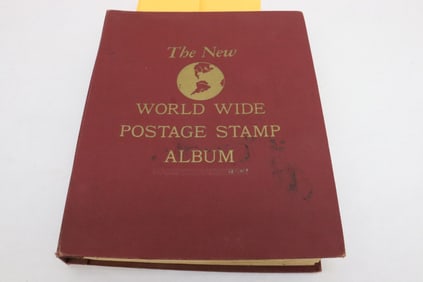 The New
WORLD WIDE
POSTAGE STAMP
ALBUM